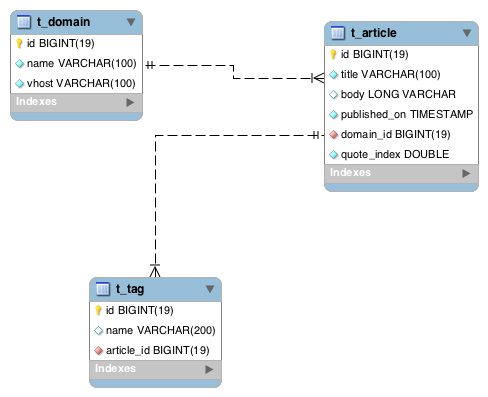 t_domain
id BIGINT(19)
name VARCHAR(100)
vhost VARCHAR(100)
Indexes
t_article
id BIGINT(19)
title VARCHAR(100)
body LONG VARCHAR
published_on TIMESTAMP
domain_id BIGINT(19)
quote_index DOUBLE
Indexes
t_tag
id BIGINT(19)
name VARCHAR(200)
article_id BIGINT(19)
Indexes